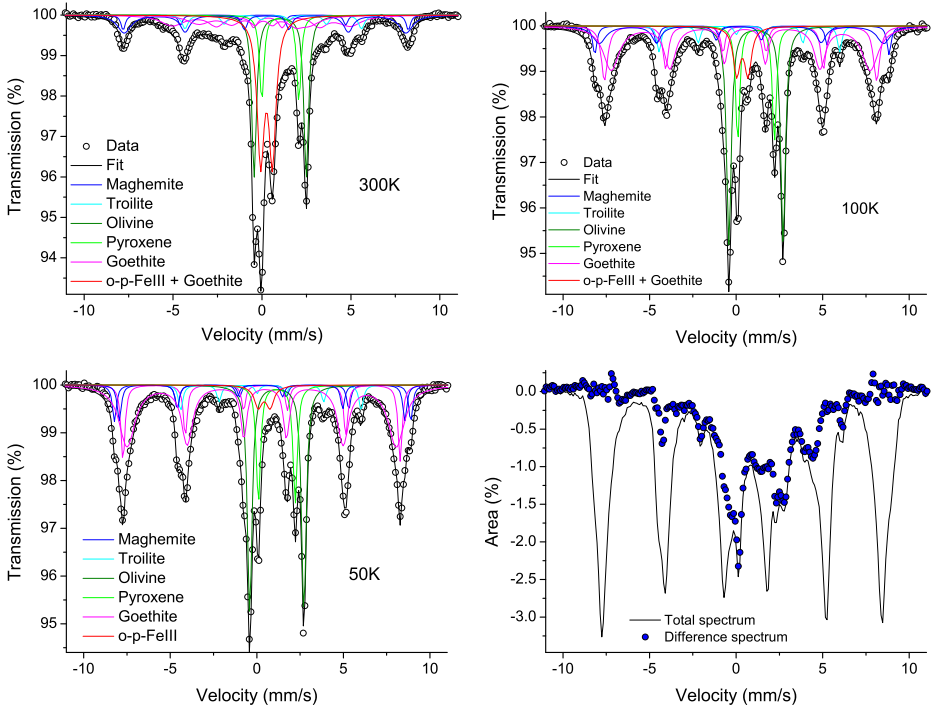 100
99
98
97
96
95
94
Transmission (%)
Data
Fit
Maghemite
Troilite
Olivine
Pyroxene
Goethite
o-p-FeIII + Goethite
300K
-10 -5 0 5 10
Velocity (mm/s)
100
99
98
97
96
95
Transmission (%)
Data
Fit
Maghemite
Troilite
Olivine
Pyroxene
Goethite
o-p-FeIII + Goethite
100K
-10 -5 0 5 10
Velocity (mm/s)
100
99
98
97
96
95
Transmission (%)
Maghemite
Troilite
Olivine
Pyroxene
Goethite
o-p-FeIII
50K
-10 -5 0 5 10
Velocity (mm/s)
0.0
-0.5
-1.0
-1.5
-2.0
-2.5
-3.0
Area (%)
Total spectrum
Difference spectrum
-10 -5 0 5 10
Velocity (mm/s)